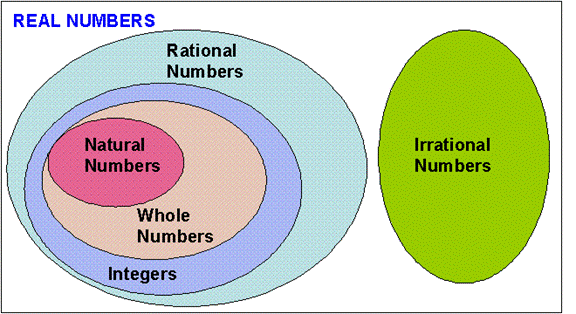 REAL NUMBERS
Rational
Numbers
Natural
Numbers
Whole
Numbers
Integers
Irrational
Numbers